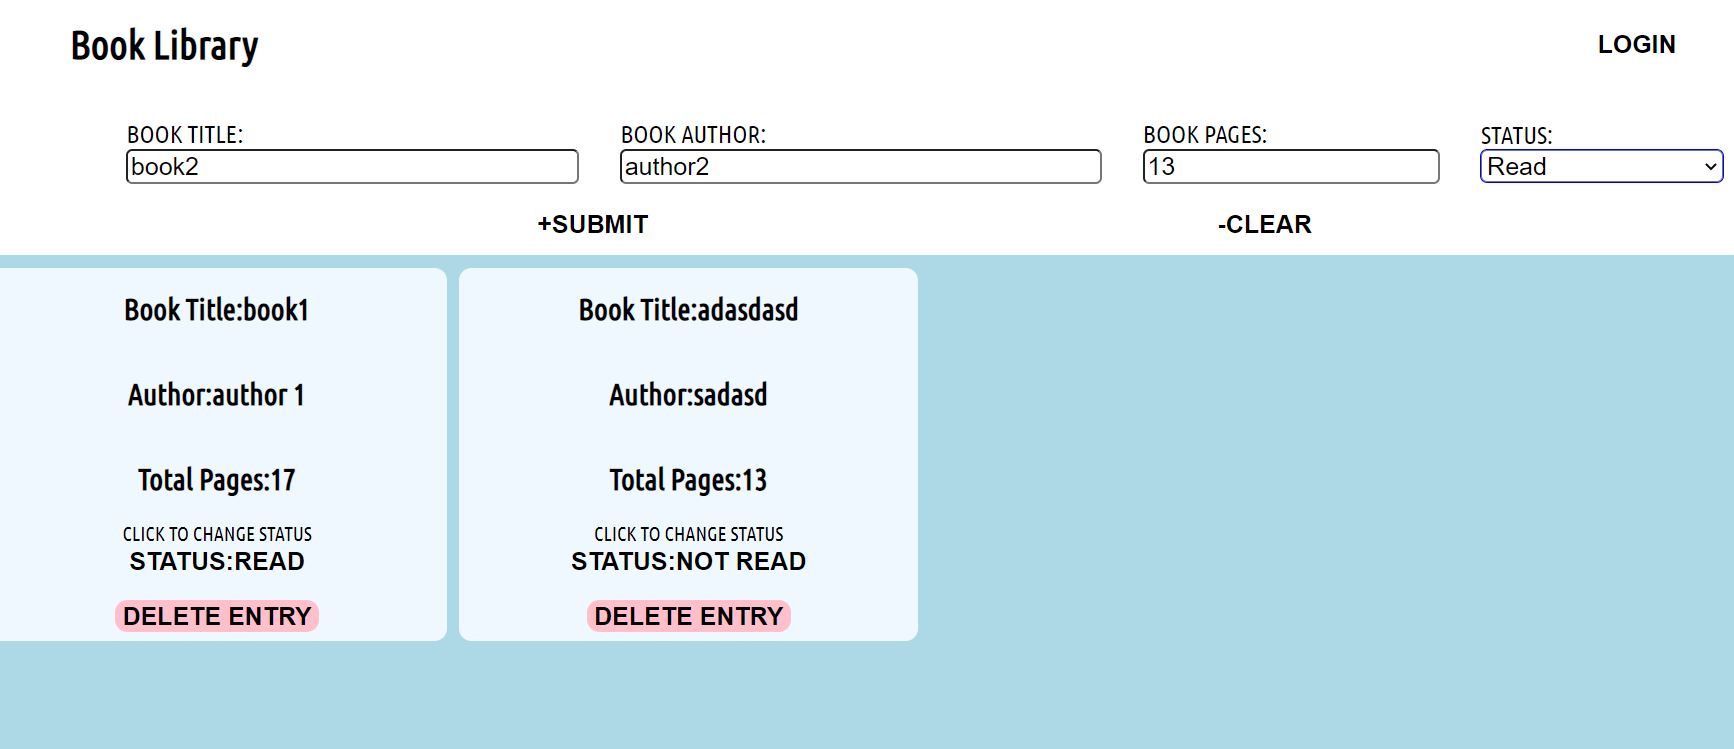 Book Library
LOGIN
BOOK TITLE:
book2
BOOK AUTHOR:
author2
BOOK PAGES:
13
STATUS:
Read
+SUBMIT
-CLEAR
Book Title:book1
Author:author 1
Total Pages:17
CLICK TO CHANGE STATUS
STATUS:READ
DELETE ENTRY
Book Title:adasdasd
Author:sadasd
Total Pages:13
CLICK TO CHANGE STATUS
STATUS:NOT READ
DELETE ENTRY